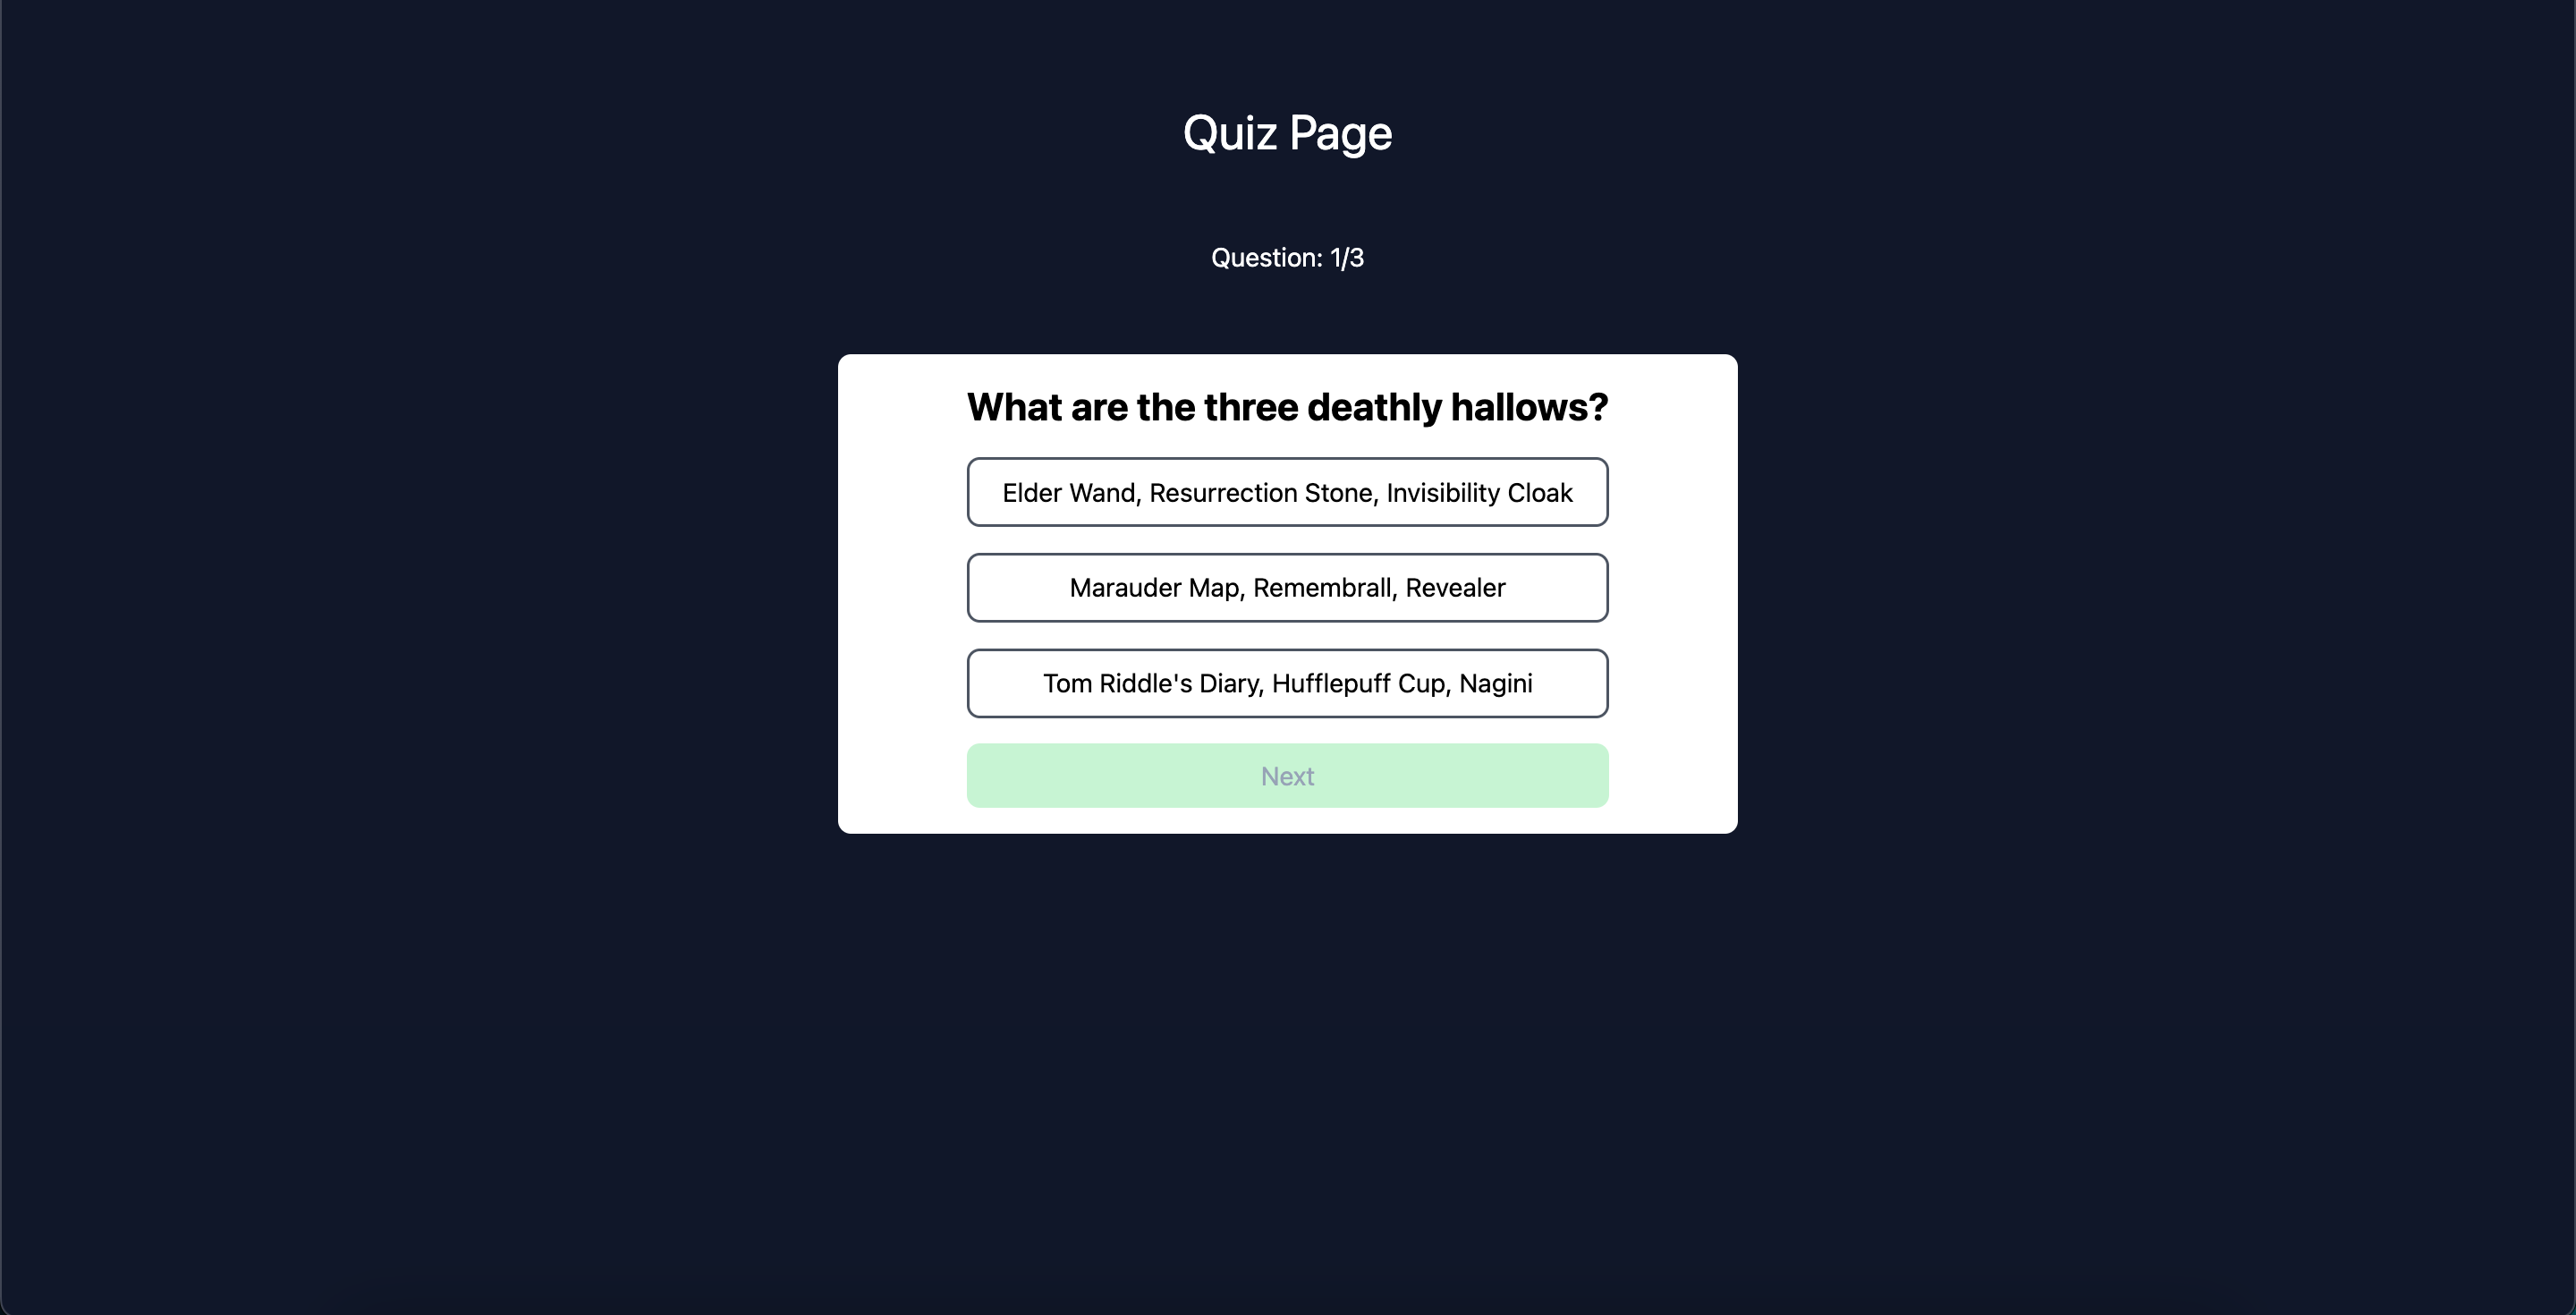 Quiz Page
Question: 1/3
What are the three deathly hallows?
Elder Wand, Resurrection Stone, Invisibility Cloak
Marauder Map, Remembrall, Revealer
Tom Riddle's Diary, Hufflepuff Cup, Nagini
Next